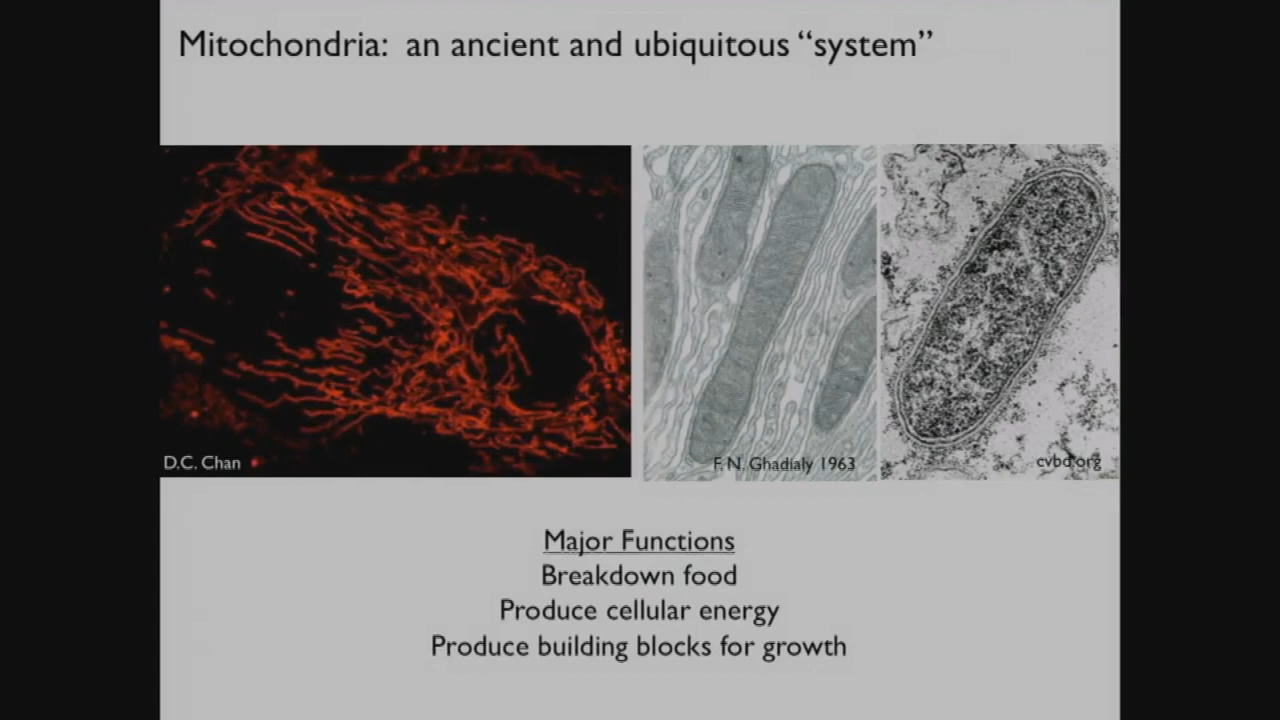 Mitochondria: an ancient and ubiquitous “system”
D.C. Chan
F. N. Ghadialy 1963
cvbd.org
Major Functions
Breakdown food
Produce cellular energy
Produce building blocks for growth